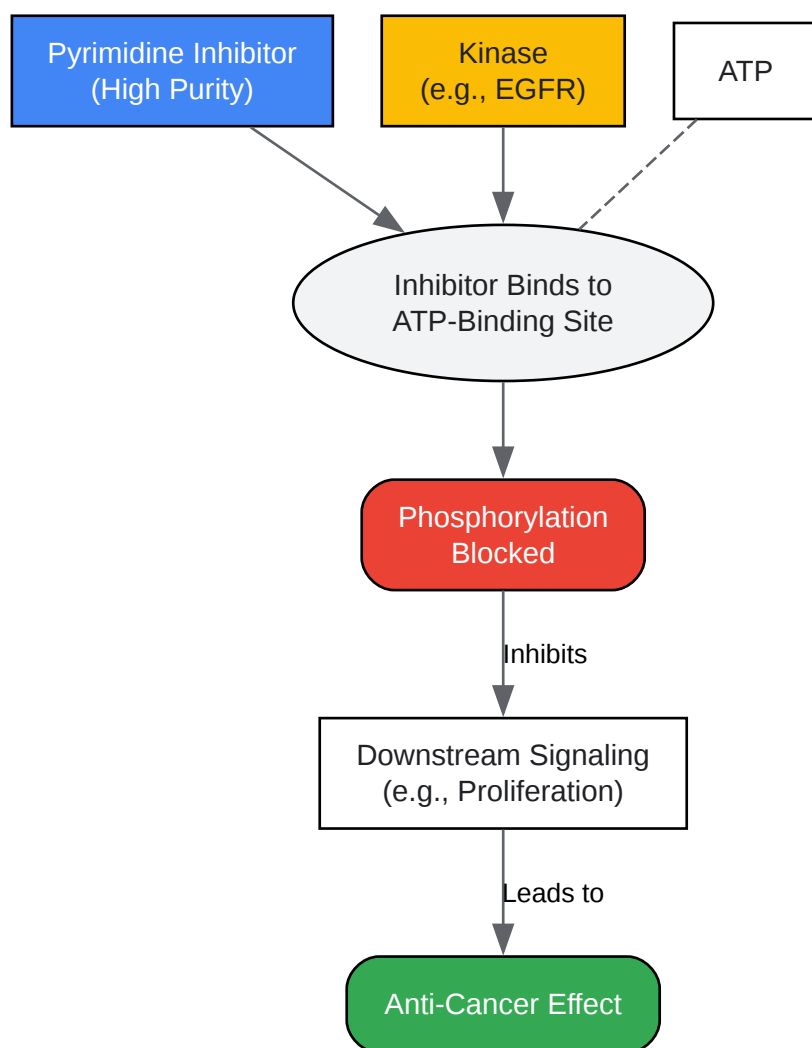 Pyrimidine Inhibitor
(High Purity)
Kinase
(e.g., EGFR)
ATP
Inhibitor Binds to
ATP-Binding Site
Phosphorylation
Blocked
Inhibits
Downstream Signaling
(e.g., Proliferation)
Leads to
Anti-Cancer Effect